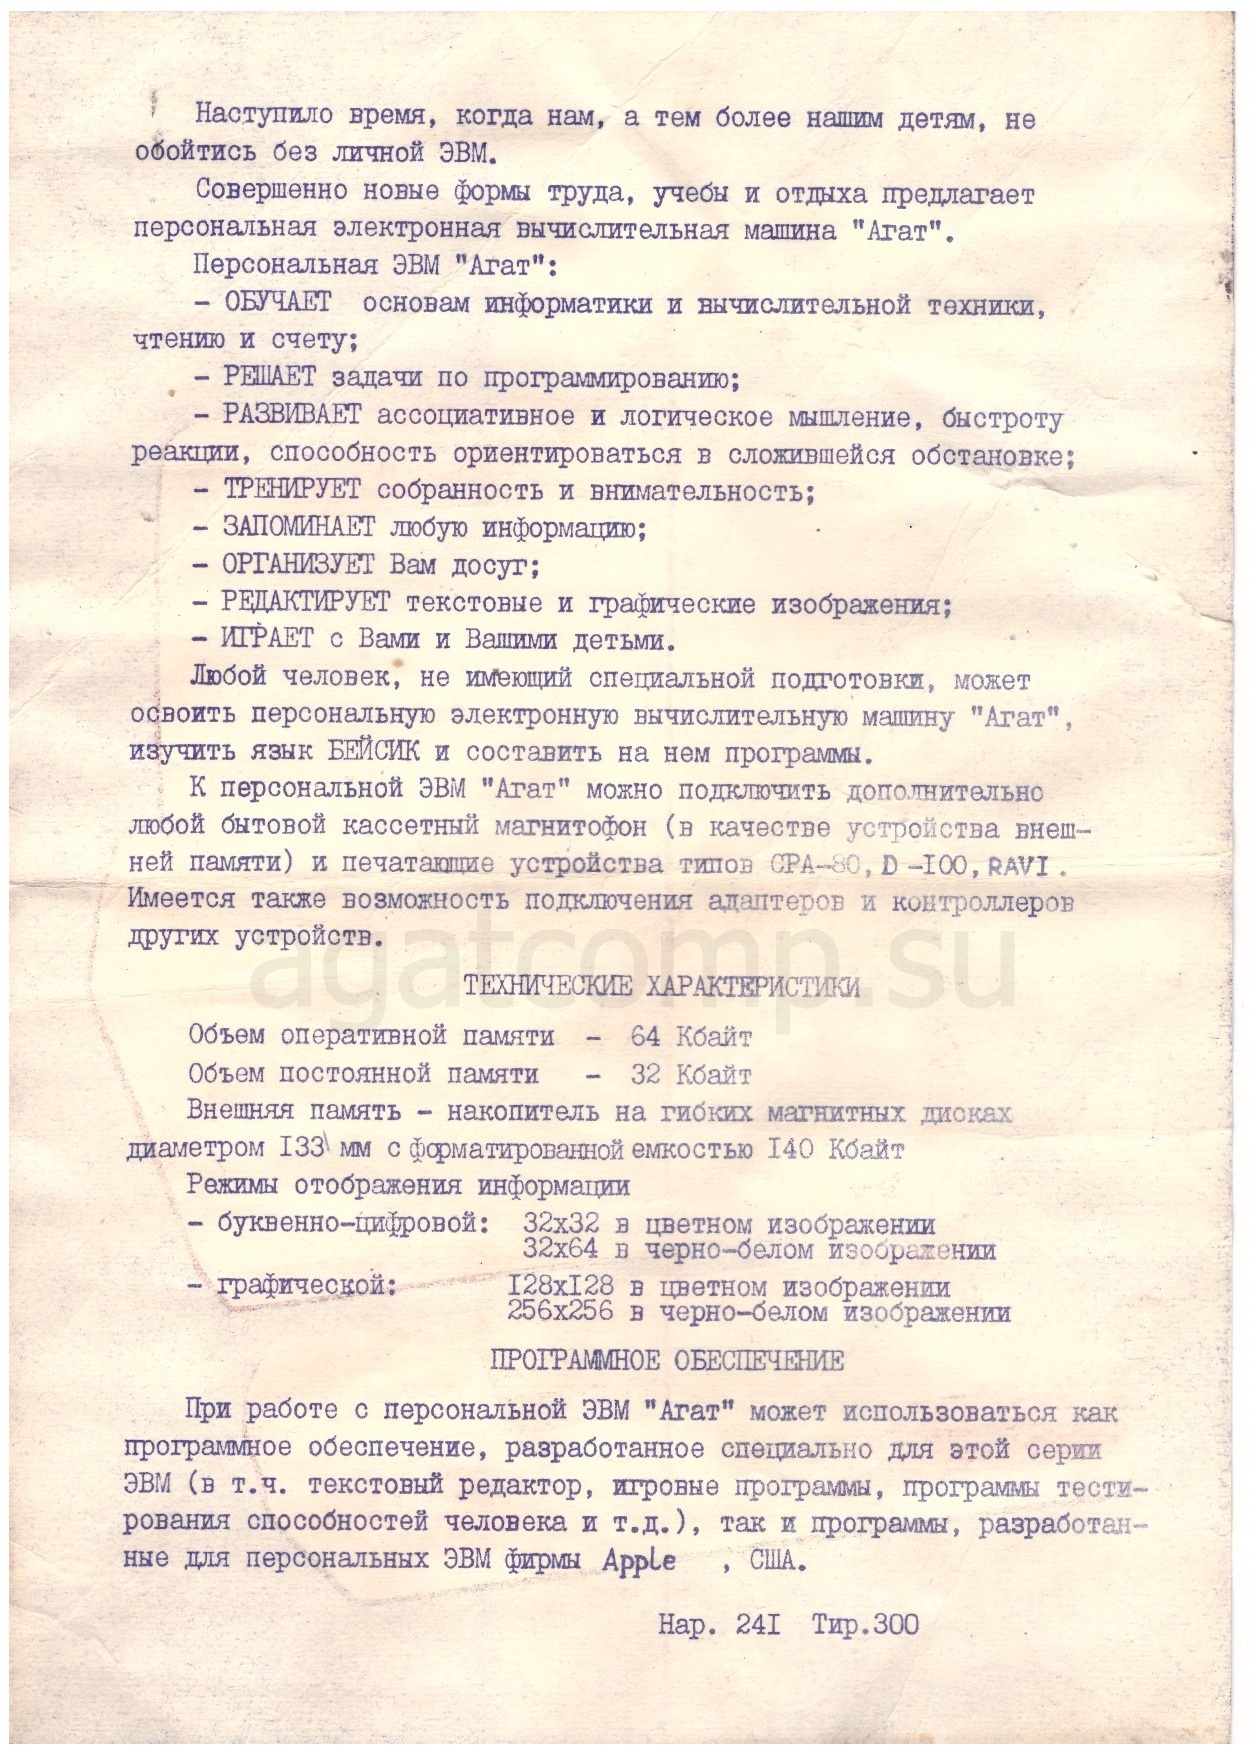 Наступило время, когда нам, а тем более нашим детям, не
обойтись без личной ЭВМ.
Совершенно новые формы труда, учебы и отдыха предлагает
персональная электронная вычислительная машина "Агат".
Персональная ЭВМ "Агат":
- ОБУЧАЕТ основам информатики и вычислительной техники,
чтению и счету;
- РЕШАЕТ задачи по программированию;
- РАЗВИВАЕТ ассоциативное и логическое мышление, быстроту
реакции, способность ориентироваться в сложившейся обстановке;
- ТРЕНИРУЕТ собранность и внимательность;
- ЗАПОМИНАЕТ любую информацию;
- ОРГАНИЗУЕТ Вам досуг;
- РЕДАКТИРУЕТ текстовые и графические изображения;
- ИГРАЕТ с Вами и Вашими детьми.
Любой человек, не имеющий специальной подготовки, может
освоить персональную электронную вычислительную машину "Агат",
изучить язык БЕЙСИК и составить на нем программы.
К персональной ЭВМ "Агат" можно подключить дополнительно
любой бытовой кассетный магнитофон (в качестве устройства внеш-
ней памяти) и печатающие устройства типов СРА-80, D-I00, RAVI.
Имеется также возможность подключения адаптеров и контроллеров
других устройств.
agatcomp.su
ТЕХНИЧЕСКИЕ ХАРАКТЕРИСТИКИ
Объем оперативной памяти - 64 Кбайт
Объем постоянной памяти - 32 Кбайт
Внешняя память - накопитель на гибких магнитных дисках
диаметром I33 мм с форматированной емкостью I40 Кбайт
Режимы отображения информации
- буквенно-цифровой: 32х32 в цветном изображении
32х64 в черно-белом изображении
- графической: I28хI28 в цветном изображении
256х256 в черно-белом изображении
ПРОГРАММНОЕ ОБЕСПЕЧЕНИЕ
При работе с персональной ЭВМ "Агат" может использоваться как
программное обеспечение, разработанное специально для этой серии
ЭВМ (в т.ч. текстовый редактор, игровые программы, программы тести-
рования способностей человека и т.д.), так и программы, разработан-
ные для персональных ЭВМ фирмы Apple , США.
Нар. 24I Тир.300